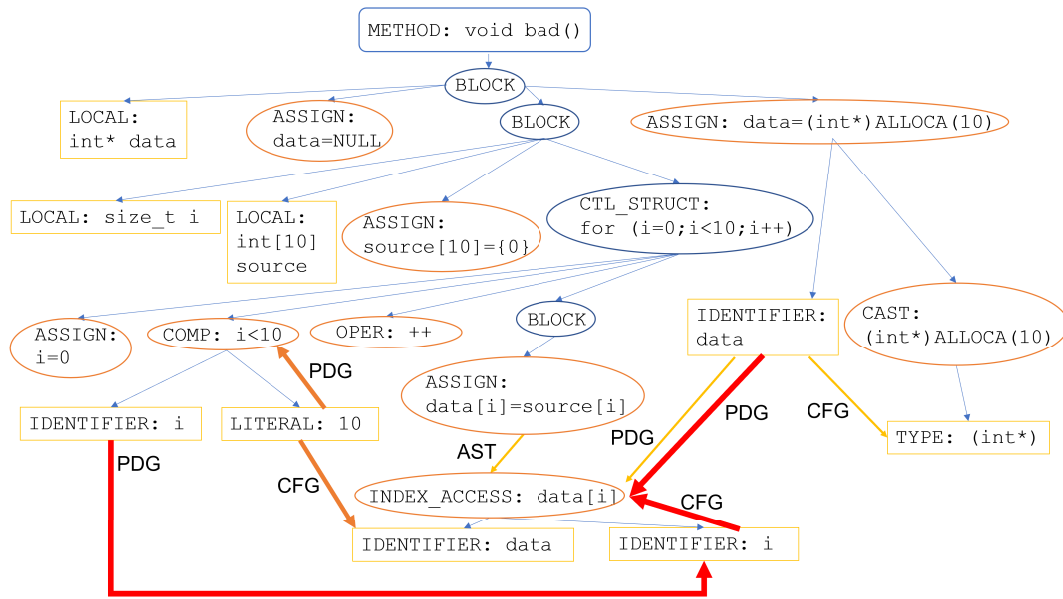 METHOD: void bad()
BLOCK
LOCAL:
int* data
ASSIGN:
data=NULL
BLOCK
ASSIGN: data=(int*)ALLOCA(10)
LOCAL: size_t i
LOCAL:
int[10]
source
ASSIGN:
source[10]={0}
CTL_STRUCT:
for (i=0;i<10;i++)
ASSIGN:
i=0
COMP: i<10
OPER: ++
BLOCK
IDENTIFIER:
data
CAST:
(int*)ALLOCA(10)
PDG
ASSIGN:
data[i]=source[i]
PDG
CFG
IDENTIFIER: i
LITERAL: 10
PDG
TYPE: (int*)
PDG
AST
CFG
INDEX_ACCESS: data[i]
CFG
IDENTIFIER: data
IDENTIFIER: i